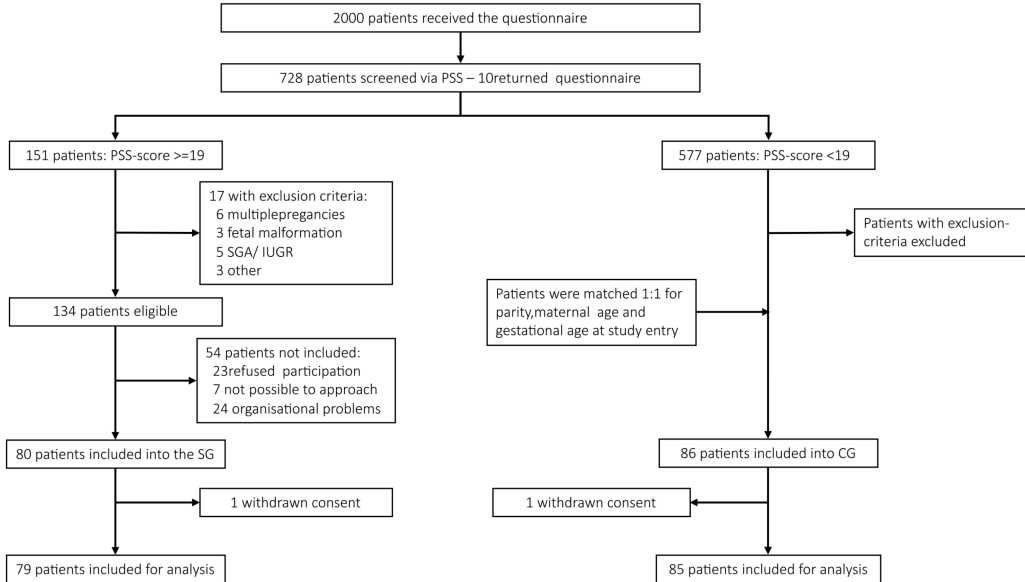 2000 patients received the questionnaire
728 patients screened via PSS – 10returned questionnaire
151 patients: PSS-score >=19
577 patients: PSS-score <19
17 with exclusion criteria:
6 multiplepregancies
3 fetal malformation
5 SGA/ IUGR
3 other
Patients with exclusion-
criteria excluded
134 patients eligible
Patients were matched 1:1 for
parity,maternal age and
gestational age at study entry
54 patients not included:
23refused participation
7 not possible to approach
24 organisational problems
80 patients included into the SG
86 patients included into CG
1 withdrawn consent
1 withdrawn consent
79 patients included for analysis
85 patients included for analysis